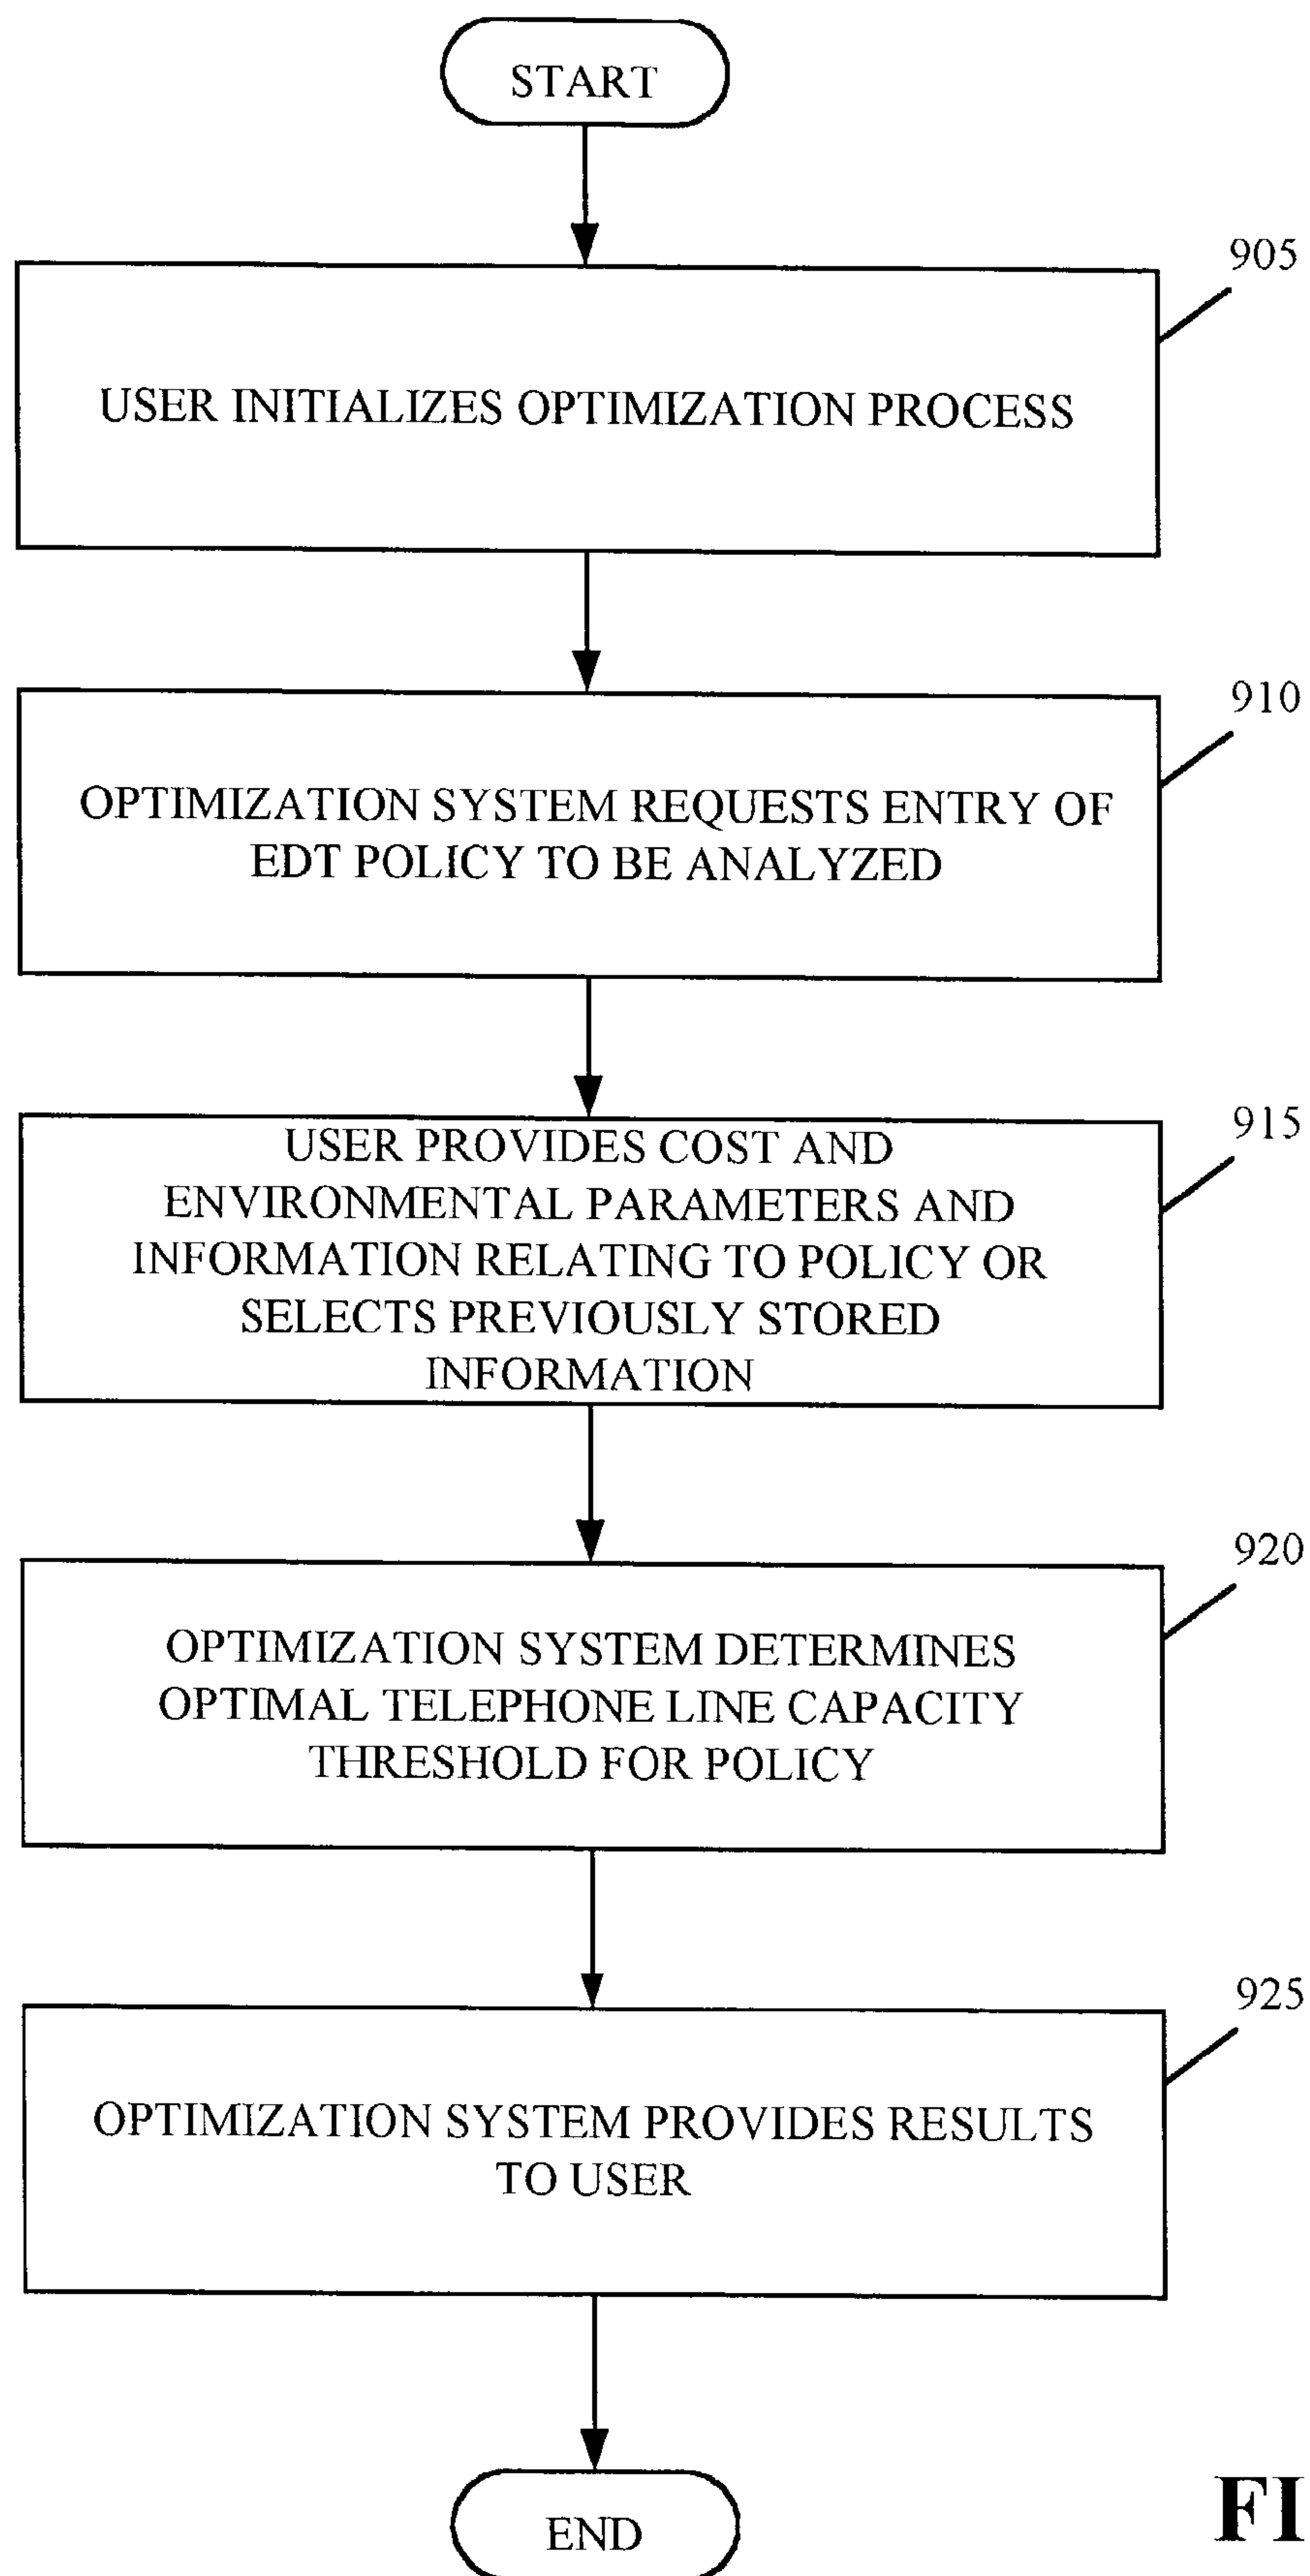 START
905
USER INITIALIZES OPTIMIZATION PROCESS
910
OPTIMIZATION SYSTEM REQUESTS ENTRY OF
EDT POLICY TO BE ANALYZED
915
USER PROVIDES COST AND
ENVIRONMENTAL PARAMETERS AND
INFORMATION RELATING TO POLICY OR
SELECTS PREVIOUSLY STORED
INFORMATION
920
OPTIMIZATION SYSTEM DETERMINES
OPTIMAL TELEPHONE LINE CAPACITY
THRESHOLD FOR POLICY
925
OPTIMIZATION SYSTEM PROVIDES RESULTS
TO USER
END
FI